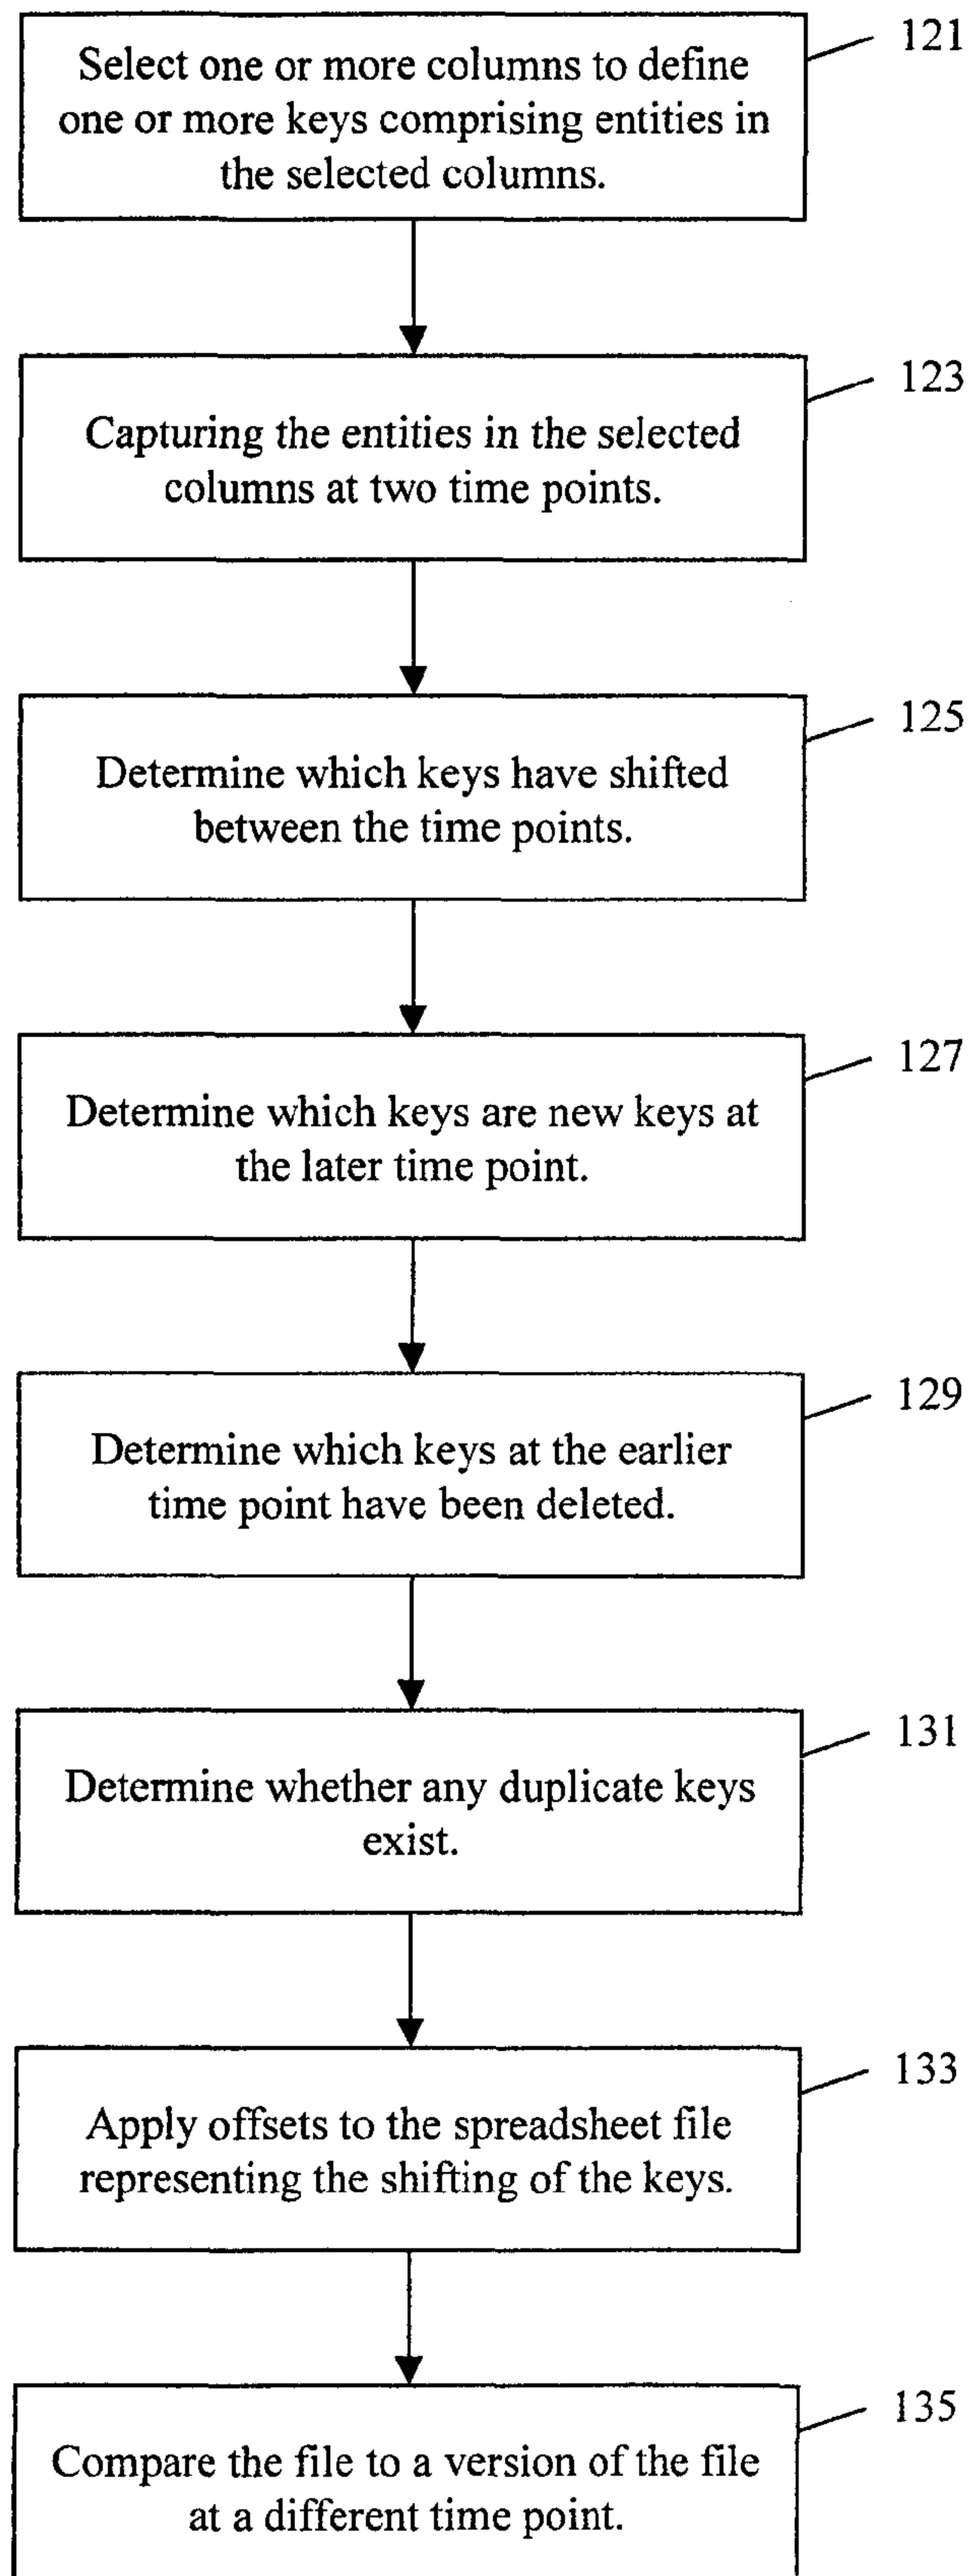 121
Select one or more columns to define
one or more keys comprising entities in
the selected columns.
123
Capturing the entities in the selected
columns at two time points.
125
Determine which keys have shifted
between the time points.
127
Determine which keys are new keys at
the later time point.
129
Determine which keys at the earlier
time point have been deleted.
131
Determine whether any duplicate keys
exist.
133
Apply offsets to the spreadsheet file
representing the shifting of the keys.
135
Compare the file to a version of the file
at a different time point.